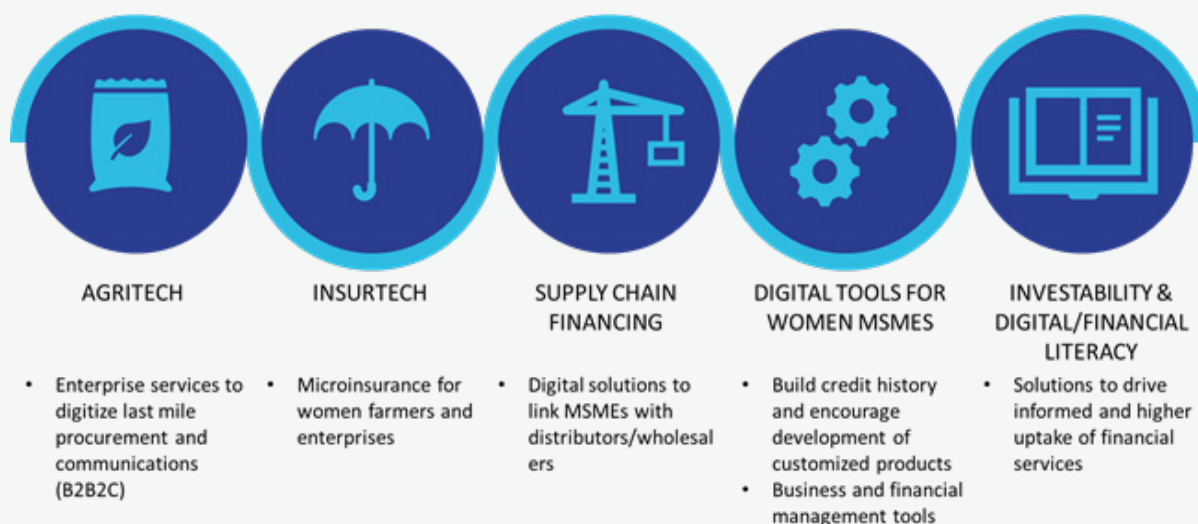 AGRITECH
INSURTECH
SUPPLY CHAIN
FINANCING
DIGITAL TOOLS FOR
WOMEN MSMES
INVESTABILITY &
DIGITAL/FINANCIAL
LITERACY
• Enterprise services to
digitize last mile
procurement and
communications
(B2B2C)
• Microinsurance for
women farmers and
enterprises
• Digital solutions to
link MSMEs with
distributors/wholesal
ers
• Build credit history
and encourage
development of
customized products
• Business and financial
management tools
• Solutions to drive
informed and higher
uptake of financial
services